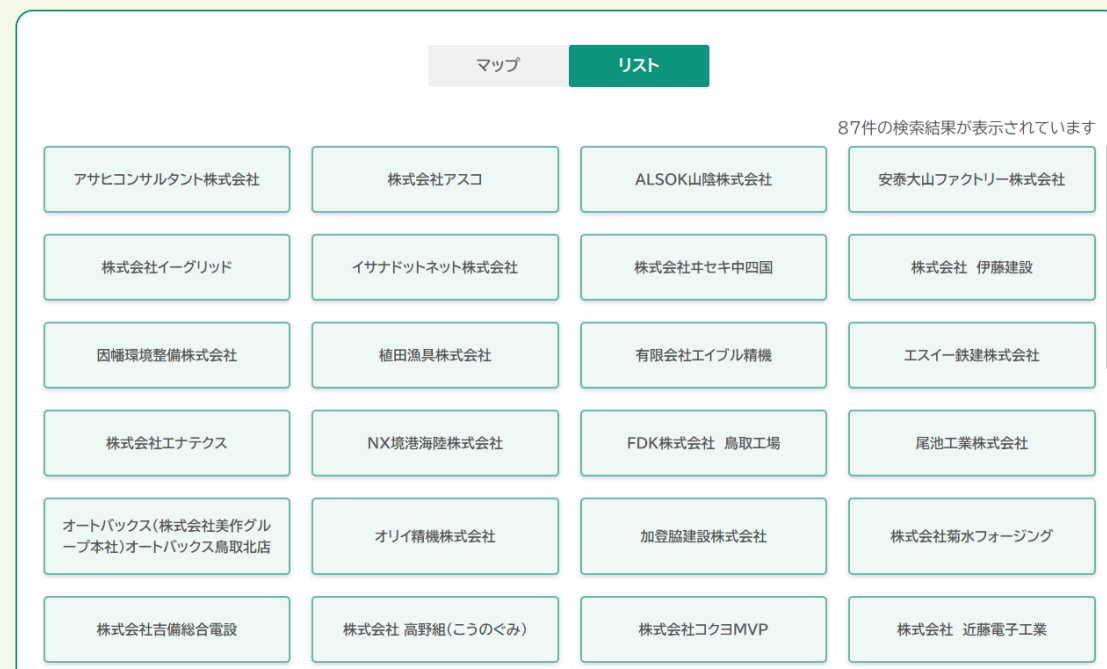 マップ
リスト
87件の検索結果が表示されています
アサヒコンサルタント株式会社
株式会社アスコ
ALSOK山陰株式会社
安泰大山ファクトリー株式会社
株式会社イーグリッド
イサナドットネット株式会社
株式会社ヰセキ中四国
株式会社 伊藤建設
因幡環境整備株式会社
植田漁具株式会社
有限会社エイブル精機
エスイー鉄建株式会社
株式会社エナテクス
NX境港海陸株式会社
FDK株式会社 鳥取工場
尾池工業株式会社
オートバックス(株式会社美作グル
ープ本社)オートバックス鳥取北店
オリイ精機株式会社
加登脇建設株式会社
株式会社菊水フォージング
株式会社吉備総合電設
株式会社 高野組(こうのぐみ)
株式会社コクヨMVP
株式会社 近藤電子工業